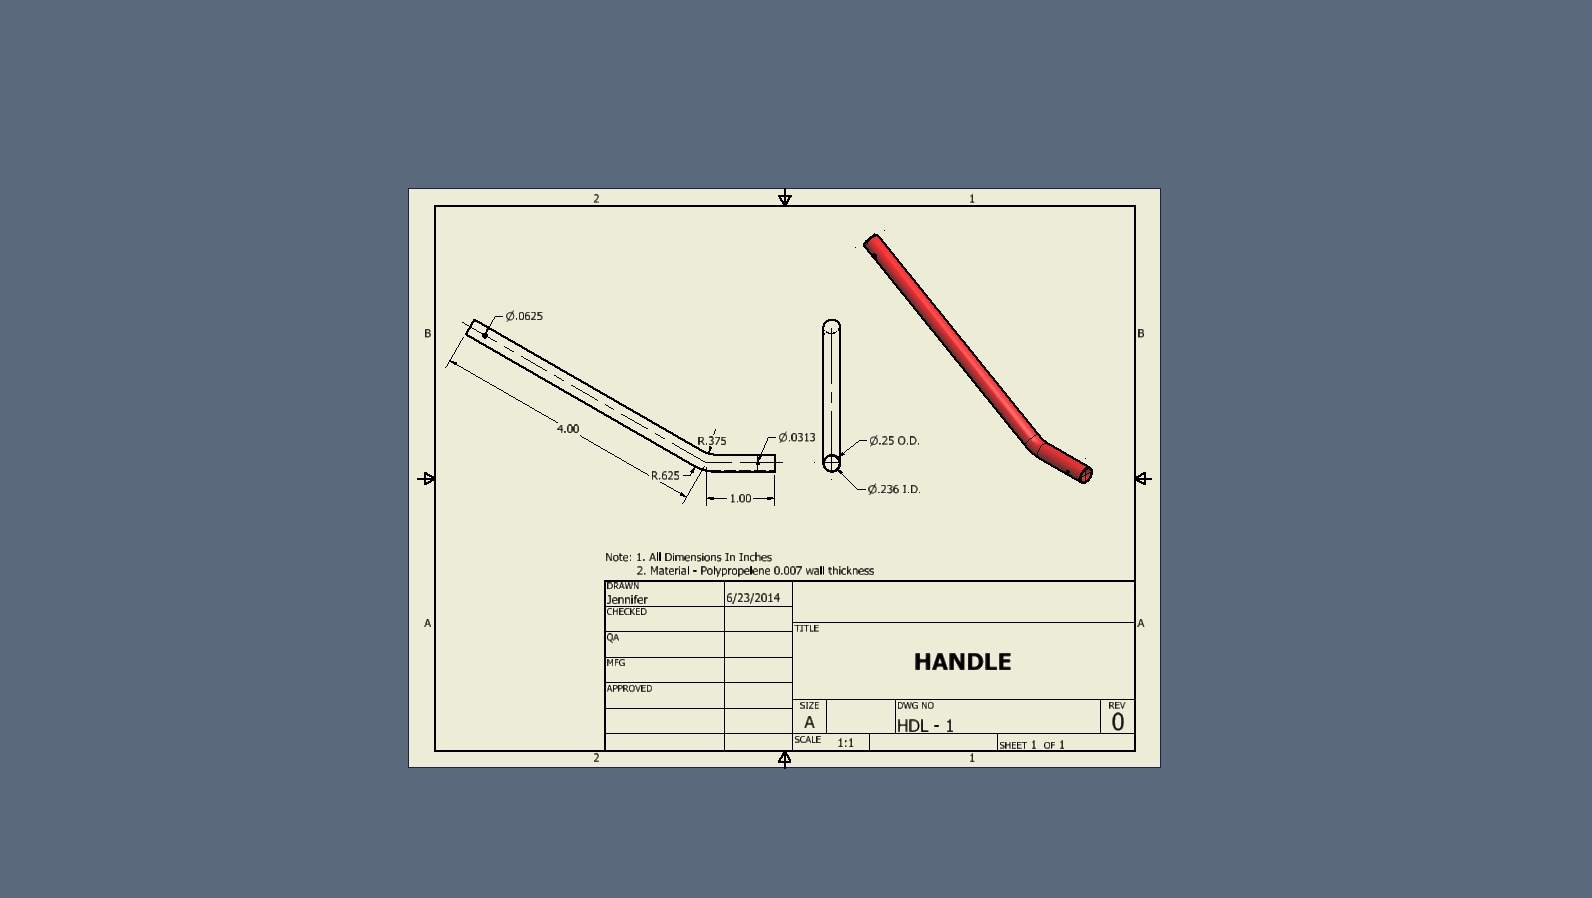 2 1
Ø.0625
B B
4.00
R.375
Ø.0313
Ø.25 O.D.
R.625
Ø.236 I.D.
1.00
Note: 1. All Dimensions In Inches
2. Material - Polypropelene 0.007 wall thickness
DRAWN
Jennifer 6/23/2014
CHECKED
A A
TITLE
QA
HANDLE
MFG
APPROVED
SIZE DWG NO REV
A HDL - 1 0
SCALE 1:1 SHEET 1 OF 1
2 1